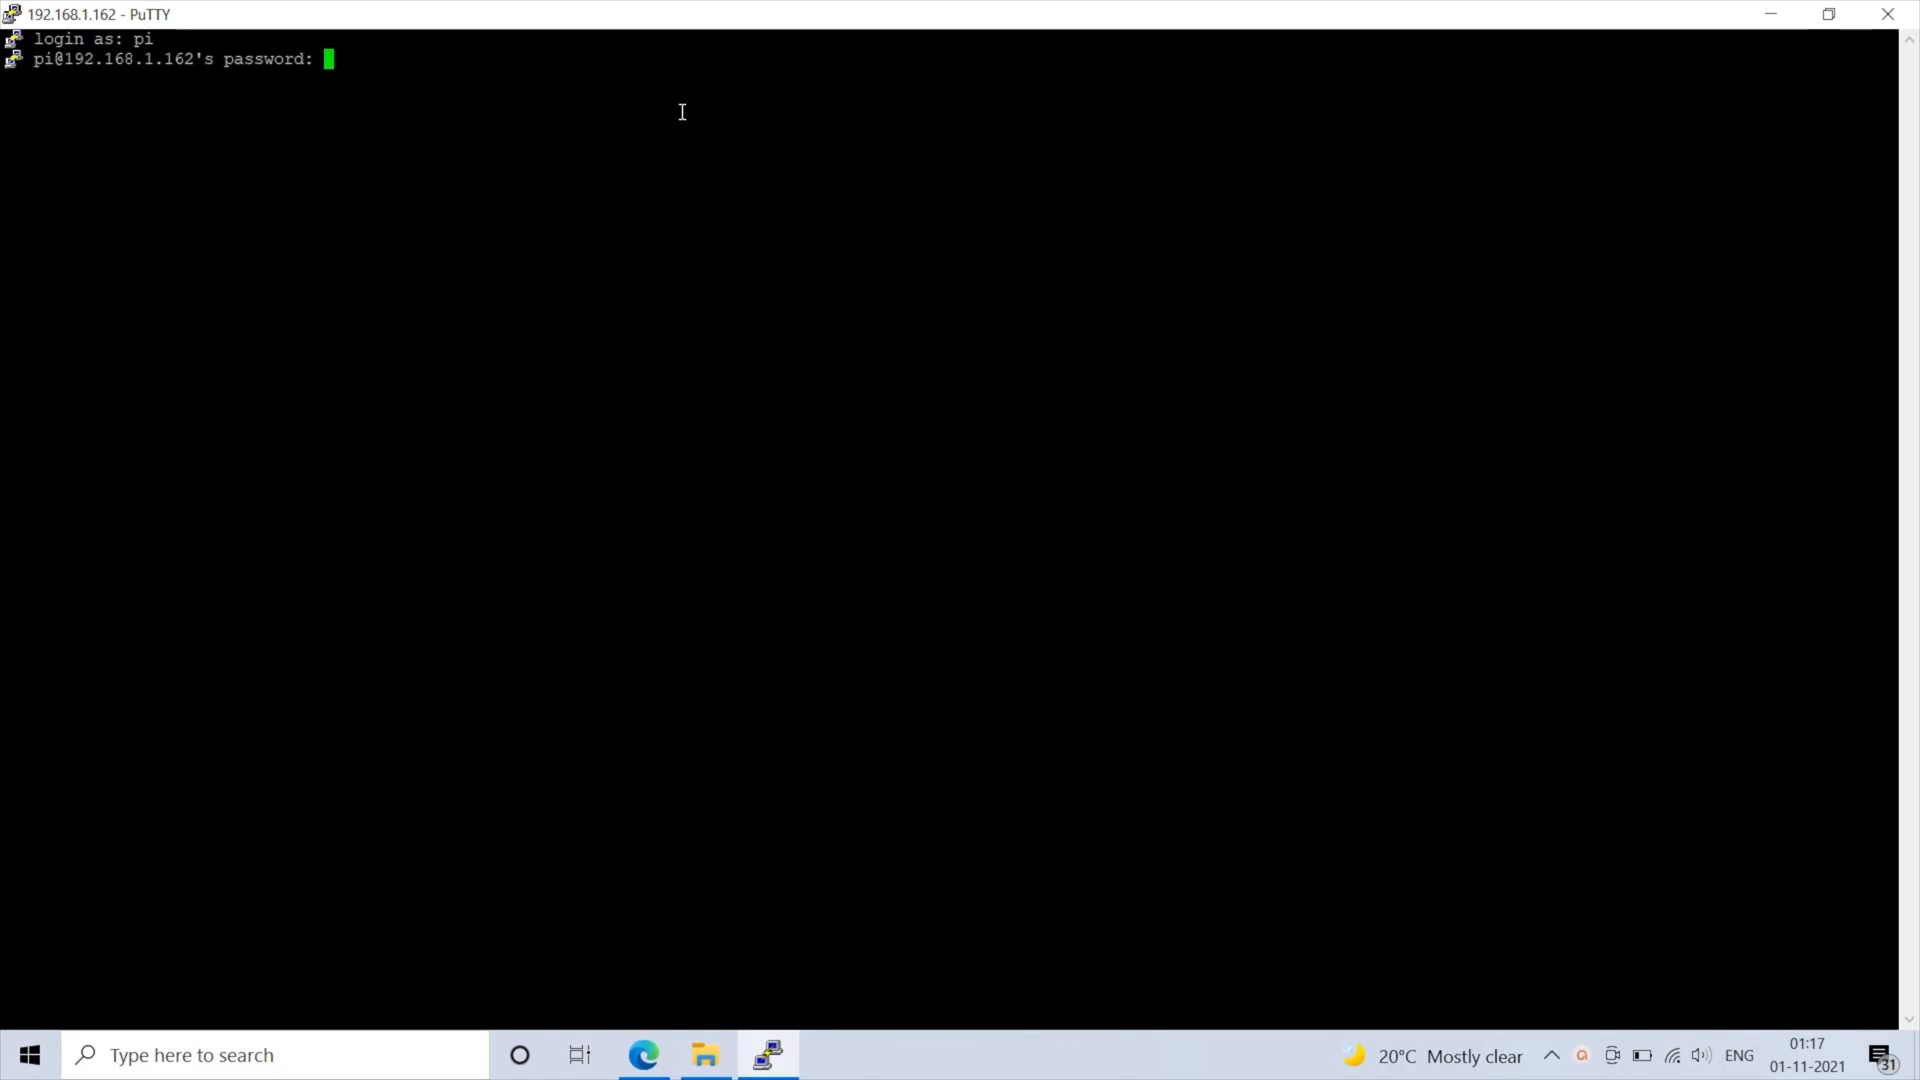 192.168.1.162 - PuTTY
login as: pi
pi@192.168.1.162's password:
Type here to search
20°C Mostly clear
ENG
01:17
01-11-2021
31